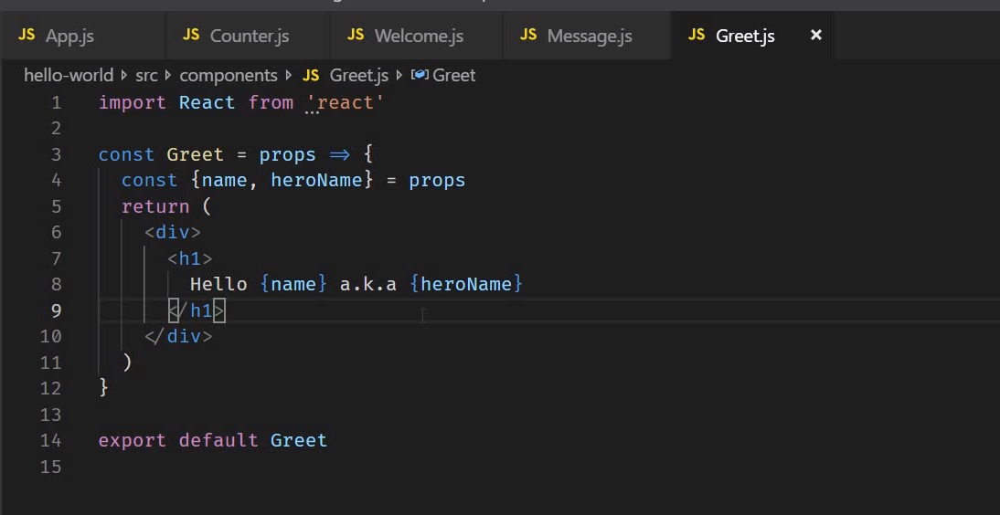 JS App.js JS Counter.js JS Welcome.js JS Message.js JS Greet.js ×
hello-world > src > components > JS Greet.js > Greet
1 import React from 'react'
2
3 const Greet = props => {
4 const {name, heroName} = props
5 return (
6 <div>
7 <h1>
8 Hello {name} a.k.a {heroName}
9 </h1>
10 </div>
11 )
12 }
13
14 export default Greet
15